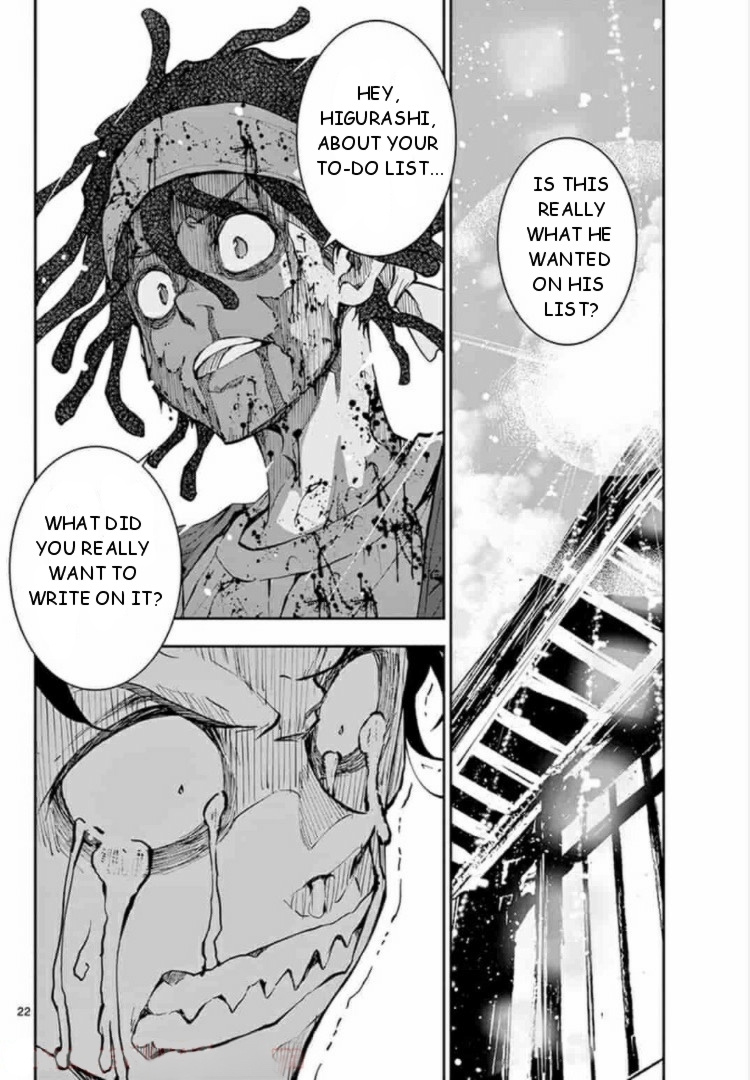 IS THIS
REALLY
WHAT HE
WANTED
ON HIS
LIST?
HEY,
HIGURASHI,
ABOUT YOUR
TO-DO LIST...
WHAT DID
YOU REALLY
WANT TO
WRITE ON IT?
22